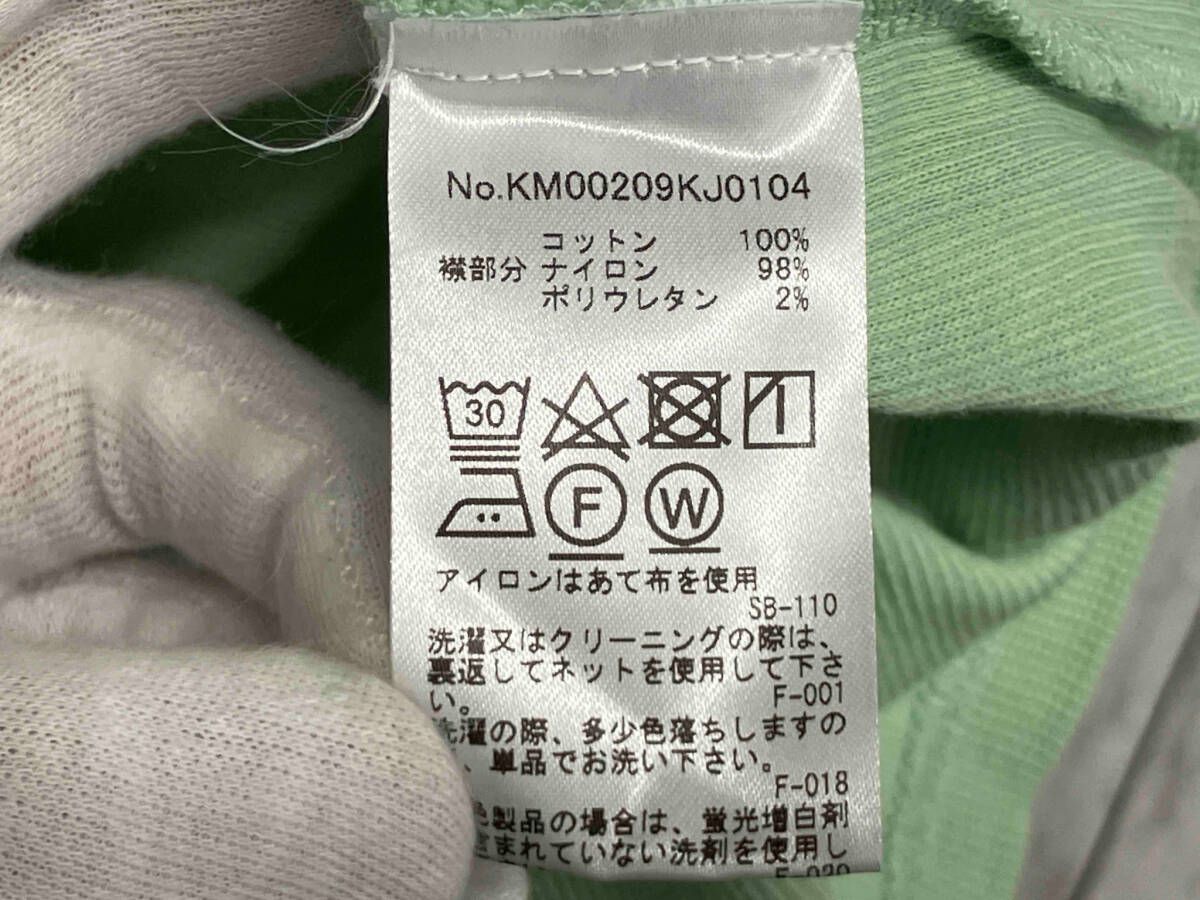 No.KM00209KJ0104
コットン 100%
襟部分 ナイロン 98%
ポリウレタン 2%
30
F W
アイロンはあて布を使用
SB-110
洗濯又はクリーニングの際は、
裏返してネットを使用して下さ
い。 F-001
洗濯の際、多少色落ちしますの
、単品でお洗い下さい。
F-018
製品の場合は、蛍光増白剤
まれていない洗剤を使用し